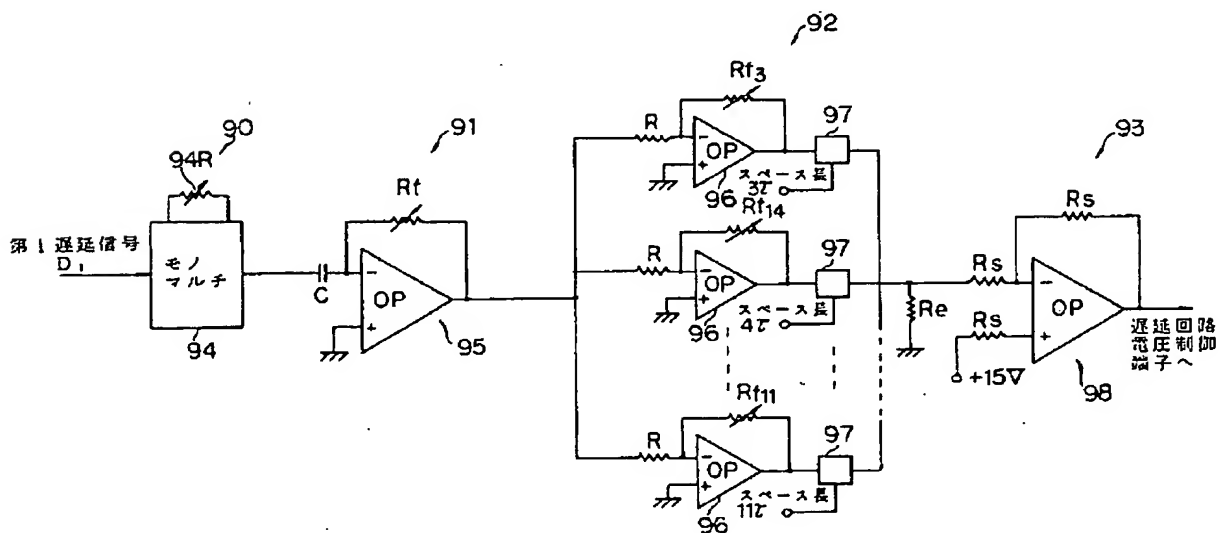 90
94R
第1遅延信号
D1
モノ
マルチ
94
C
91
Rf
OP
95
92
R
Rf3
OP
96
97
スペース長
3τ
R
Rf14
OP
96
97
スペース長
4τ
R
Rf11
OP
96
97
スペース長
11τ
Re
93
Rs
Rs
Rs
+15V
OP
98
遅延回路
電圧制御
端子へ